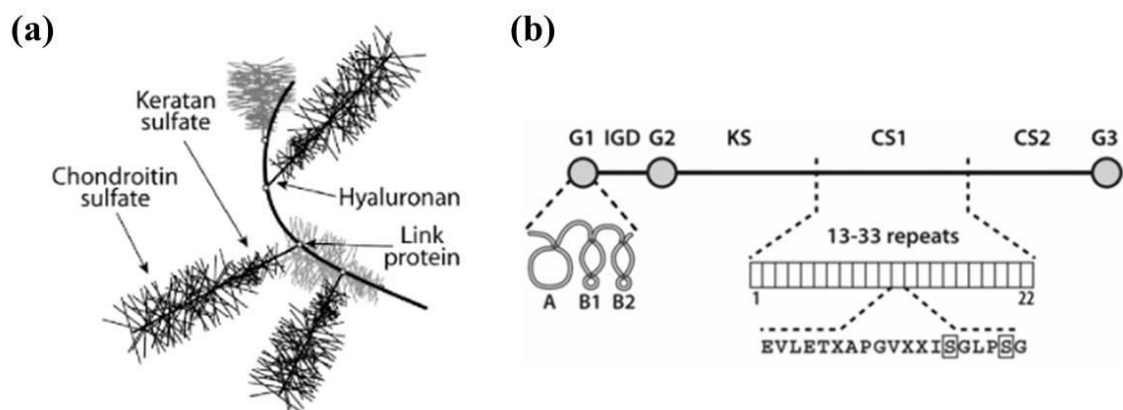 (a)
Keratan
sulfate
Chondroitin
sulfate
Hyaluronan
Link
protein
(b)
G1 IGD G2 KS CS1 CS2 G3
13-33 repeats
A B1 B2
1 22
EVLETXAPGVXXISGLPSG